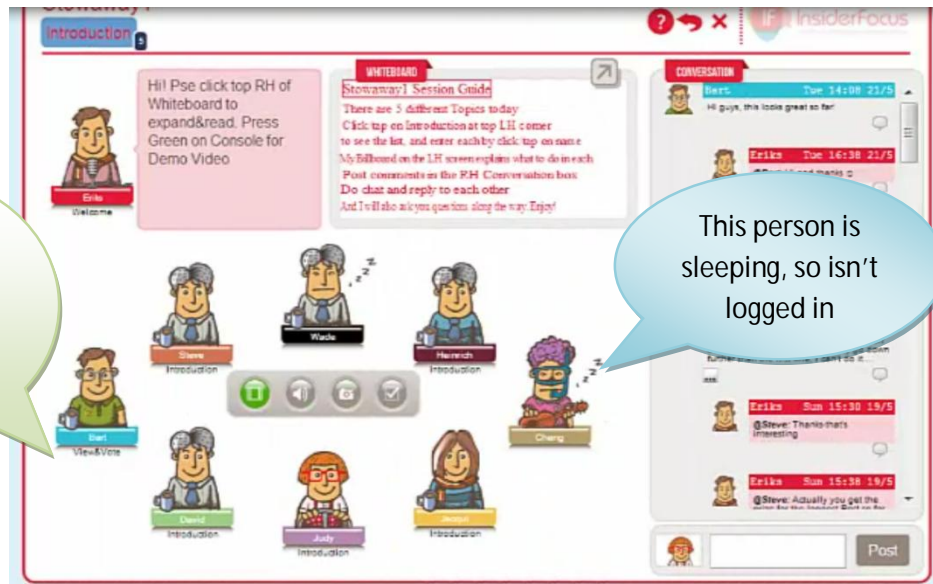 Stowaway1
Introduction
InsiderFocus
Hi! Pse click top RH of
Whiteboard to
expand&read. Press
Green on Console for
Demo Video
Welcome
WHITEBOARD
Stowaway1 Session Guide
There are 5 different Topics today
Click tap on Introduction at top LH corner
to see the list, and enter each by click tap on name
My Billboard on the LH screen explains what to do in each
Post comments in the RH Conversation box
Do chat and reply to each other
And I will also ask you questions along the way. Enjoy!
CONVERSATION
Bert Tue 14:08 21/5
Hi guys, this looks great so far!
Eriks Tue 16:38 21/5
This person is
sleeping, so isn't
logged in
Eriks Sun 15:30 19/5
@Steve: Thanks that's
interesting
Eriks Sun 15:38 19/5
@Steve: Actually you get the
Post
Steve
Introduction
Wade
Heinrich
Introduction
Cheng
Bert
View&Vote
David
Introduction
Judy
Introduction
Introduction